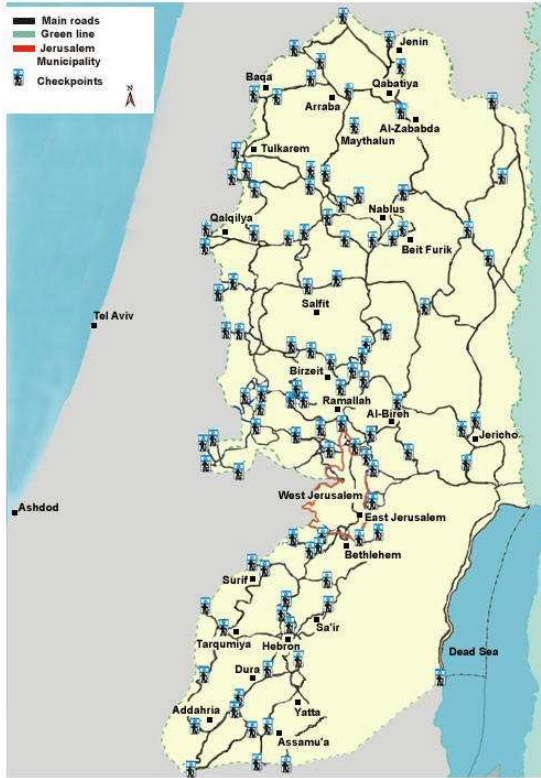 Main roads
Green line
Jerusalem
Municipality
Checkpoints
N
Jenin
Baqa
Qabatiya
Arraba
Al-Zababda
Maythalun
Tulkarem
Nablus
Qalqilya
Beit Furik
Salfit
Tel Aviv
Birzeit
Ramallah
Al-Bireh
Jericho
West Jerusalem
Ashdod
East Jerusalem
Bethlehem
Surif
Sa'ir
Tarqumiya
Hebron
Dead Sea
Dura
Yatta
Addahria
Assamu'a